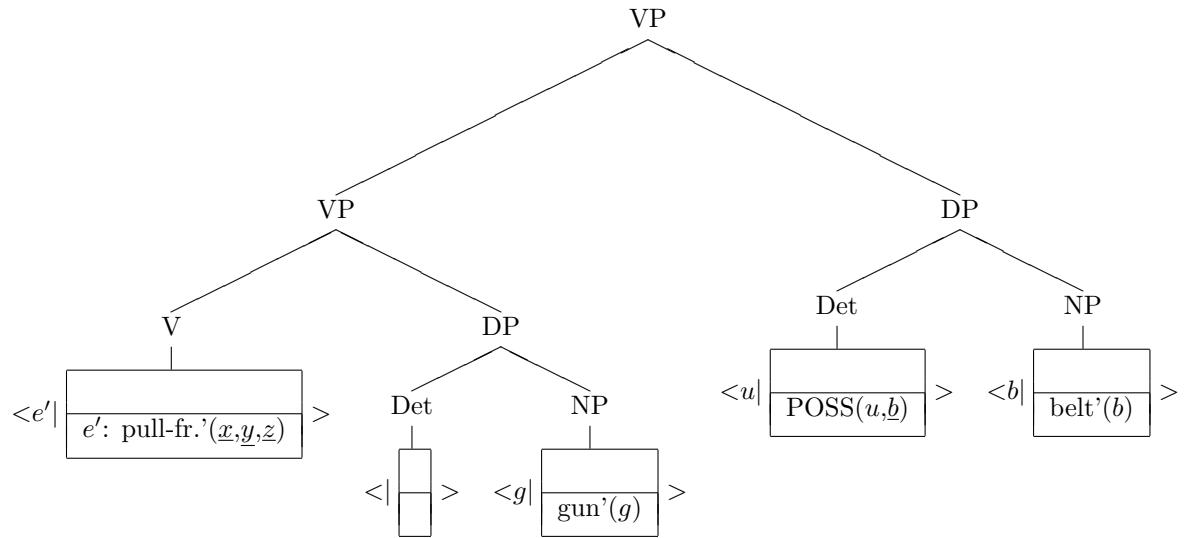 VP
VP DP
Det NP
V DP
<u| POSS(u,b) > <b| belt'(b) >
Det NP
<e′| e′: pull-fr.'(x,y,z) >
<| > <g| gun'(g) >